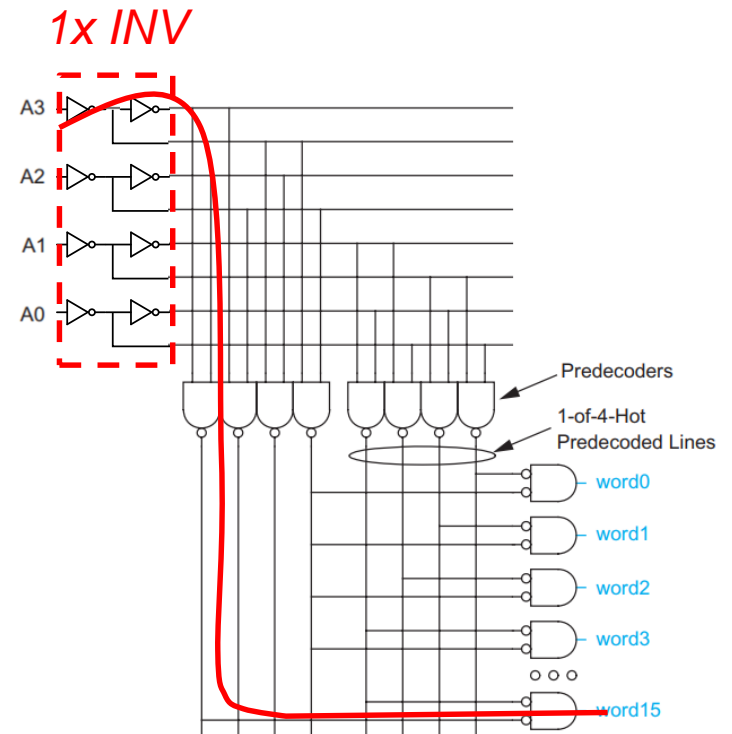 1x INV
A3
A2
A1
A0
Predecoders
1-of-4-Hot
Predecoded Lines
word0
word1
word2
word3
word15